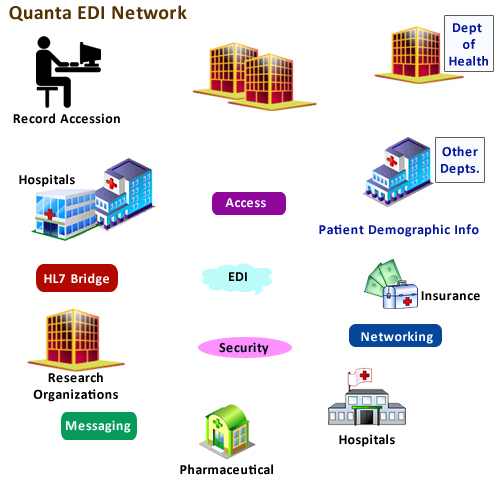 Quanta EDI Network
Dept
of
Health
Record Accession
Other
Depts.
Hospitals
Access
Patient Demographic Info
HL7 Bridge
EDI
Insurance
Networking
Security
Research
Organizations
Messaging
Hospitals
Pharmaceutical